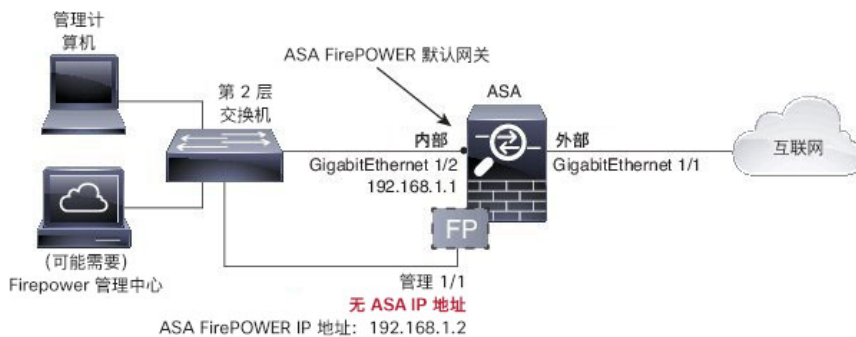 管理计
算机
ASA FirePOWER 默认网关
第 2 层
交换机
ASA
内部
GigabitEthernet 1/2
192.168.1.1
外部
GigabitEthernet 1/1
互联网
FP
(可能需要)
Firepower 管理中心
管理 1/1
无 ASA IP 地址
ASA FirePOWER IP 地址: 192.168.1.2